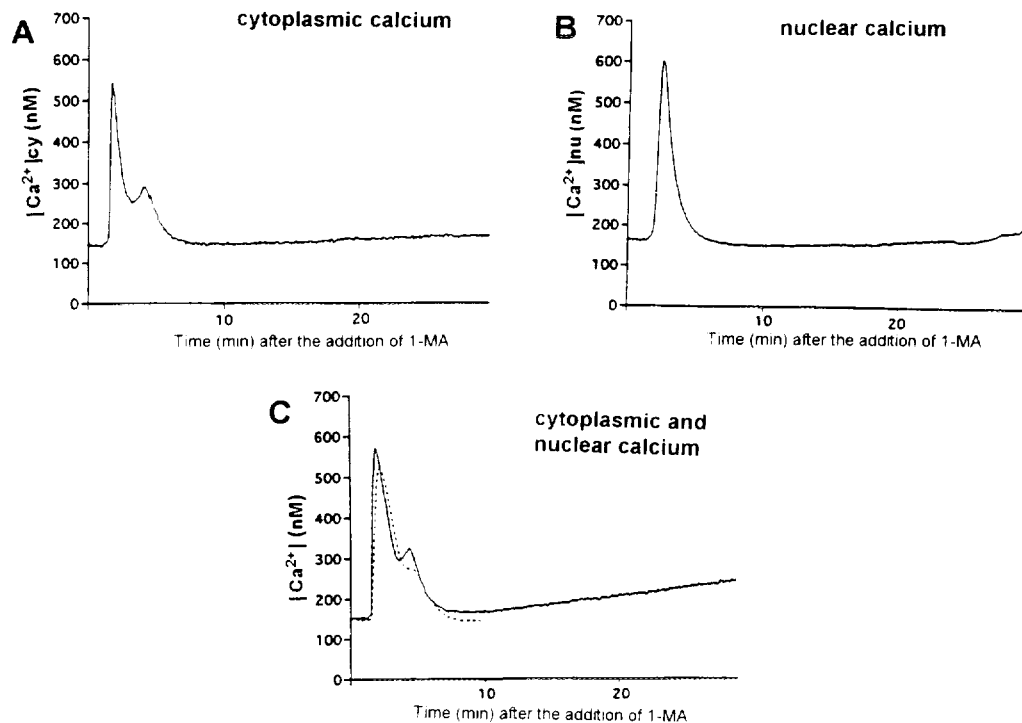 A
cytoplasmic calcium
700
600
500
400
300
200
100
0
[Ca2+]cy (nM)
10
20
Time (min) after the addition of 1-MA
B
nuclear calcium
700
600
500
400
300
200
100
0
[Ca2+]nu (nM)
10
20
Time (min) after the addition of 1-MA
C
cytoplasmic and
nuclear calcium
700
600
500
400
300
200
100
0
[Ca2+] (nM)
10
20
Time (min) after the addition of 1-MA